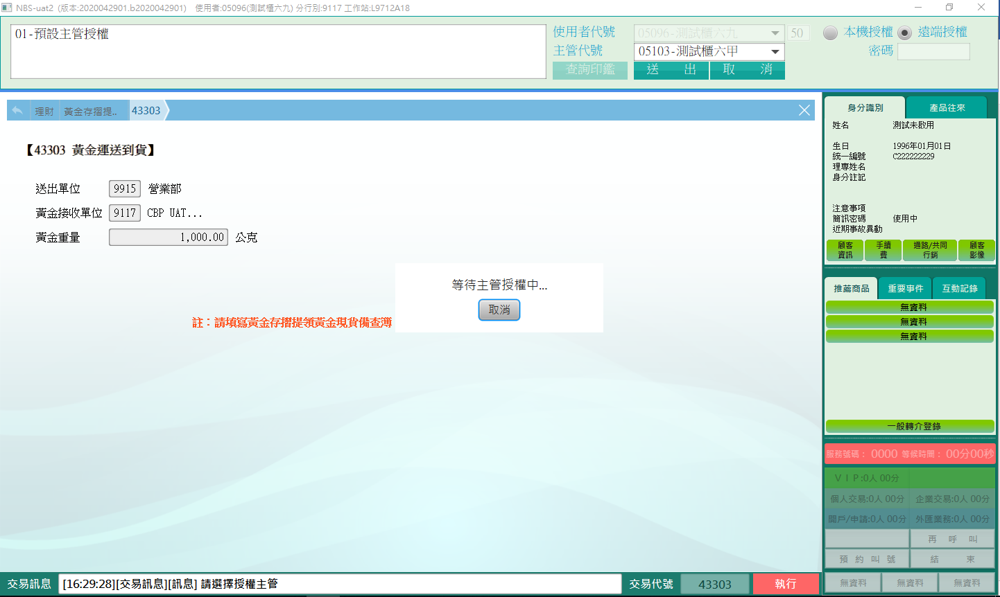 NBS-uat2 (版本:2020042901.b2020042901) 使用者:05096(測試櫃六九) 分行別:9117 工作站:L9712A18
01-預設主管授權
使用者代號 05096-測試櫃六九 50 本機授權 遠端授權
主管代號 05103-測試櫃六甲 密碼
查詢印鑑 送 出 取 消
理財 黃金存摺提.. 43303
【43303 黃金運送到貨】
送出單位 9915 營業部
黃金接收單位 9117 CBP UAT...
黃金重量 1,000.00 公克
等待主管授權中...
取消
註：請填寫黃金存摺提領黃金現貨備查簿
身分識別 產品往來
姓名 測試未啟用
生日 1996年01月01日
統一編號 C222222229
理專姓名
身分註記
注意事項
簡訊密碼 使用中
近期事故異動
顧客資訊 手續費 通路/共同行銷 顧客影像
推薦商品 重要事件 互動記錄
無資料
無資料
無資料
一般轉介登錄
服務號碼： 0000 等候時間： 00分00秒
ＶＩＰ:0人 00分
個人交易:0人 00分 企業交易:0人 00分
開戶/申請:0人 00分 外匯業務:0人 00分
再 呼 叫
預 約 叫 號 結 束
無資料 無資料 無資料
交易訊息 [16:29:28][交易訊息][訊息] 請選擇授權主管 交易代號 43303 執行